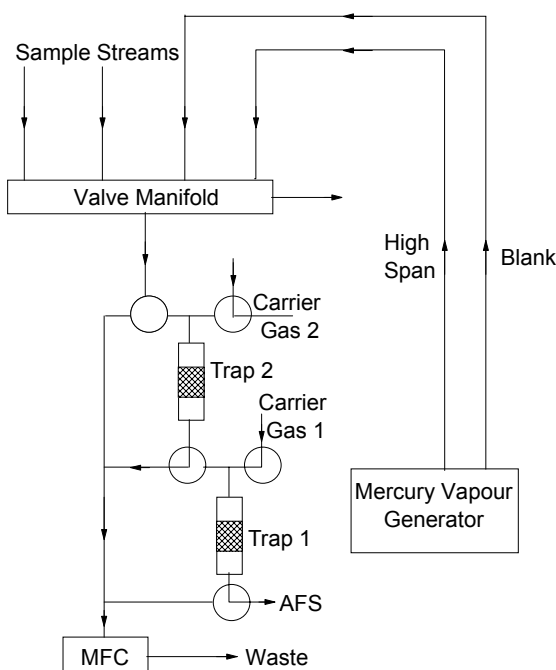 Sample Streams
Valve Manifold
High
Span
Blank
Carrier
Gas 2
Trap 2
Carrier
Gas 1
Mercury Vapour
Generator
Trap 1
AFS
MFC
Waste